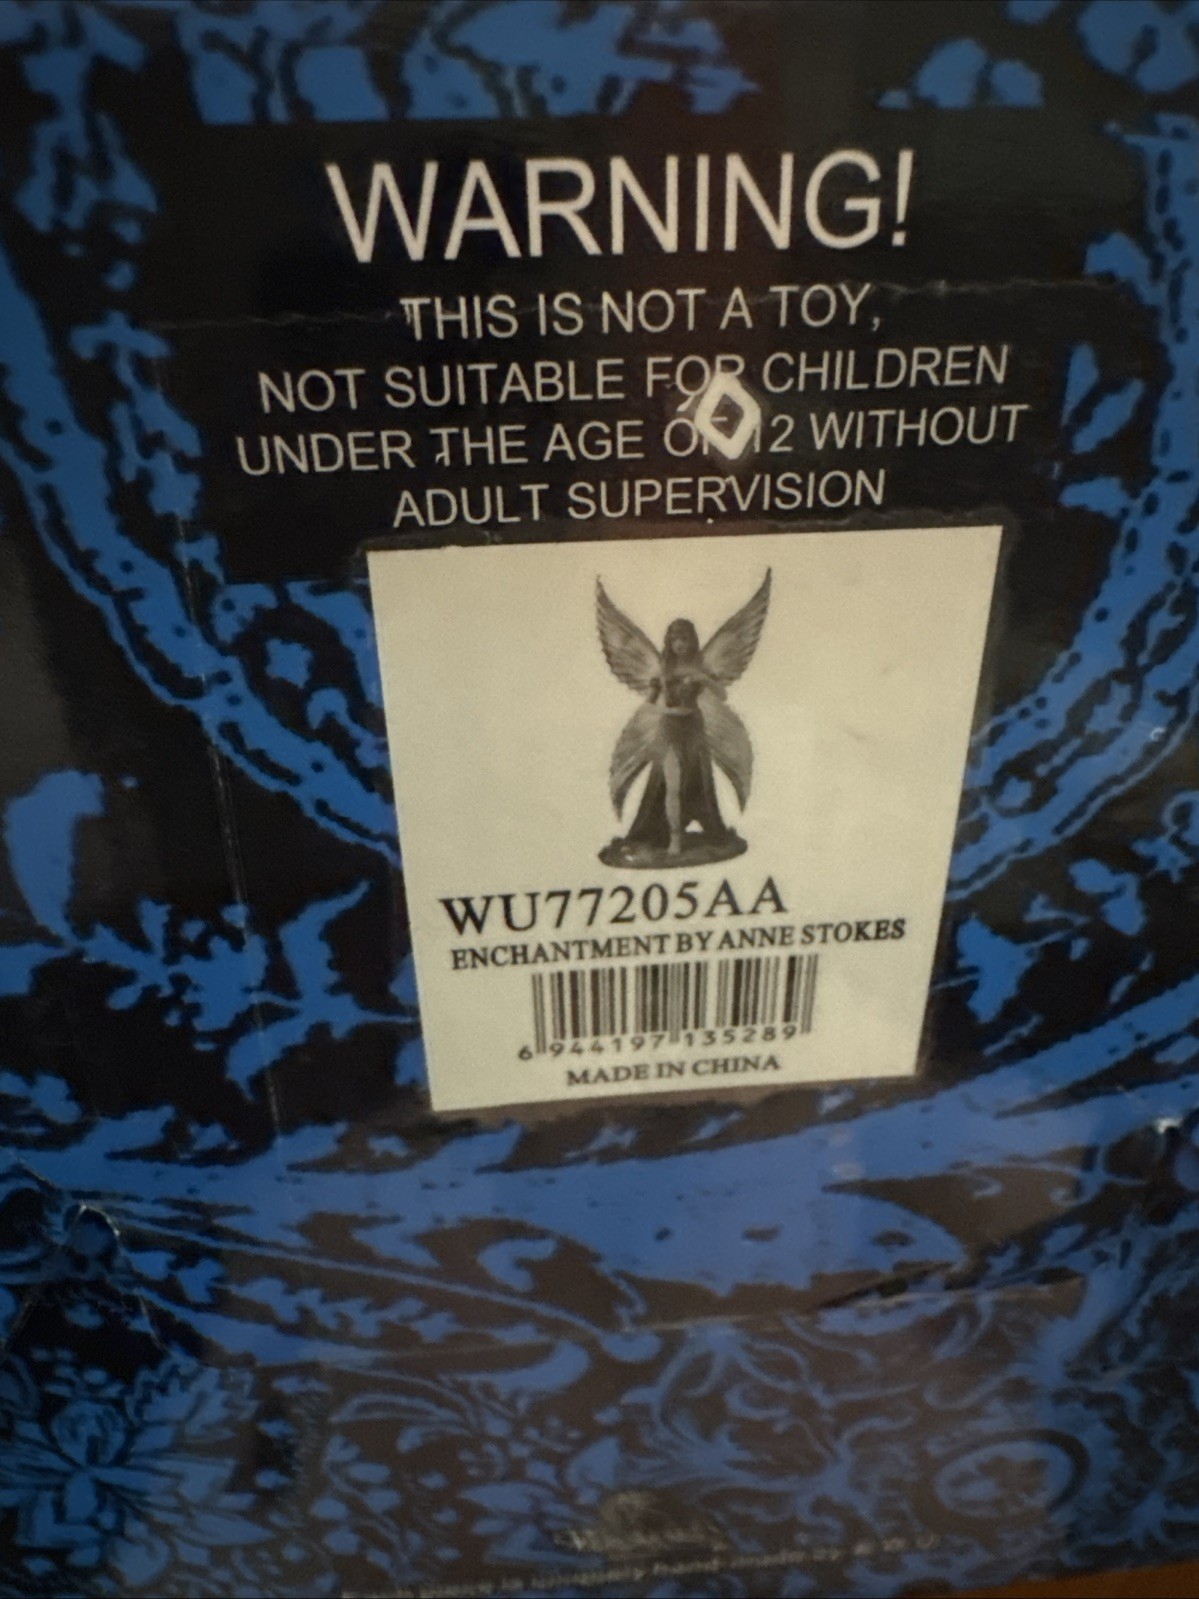 WARNING!
THIS IS NOT A TOY,
NOT SUITABLE FOR CHILDREN
UNDER THE AGE OF 12 WITHOUT
ADULT SUPERVISION
WU77205AA
ENCHANTMENT BY ANNE STOKES
6 944197 135289
MADE IN CHINA